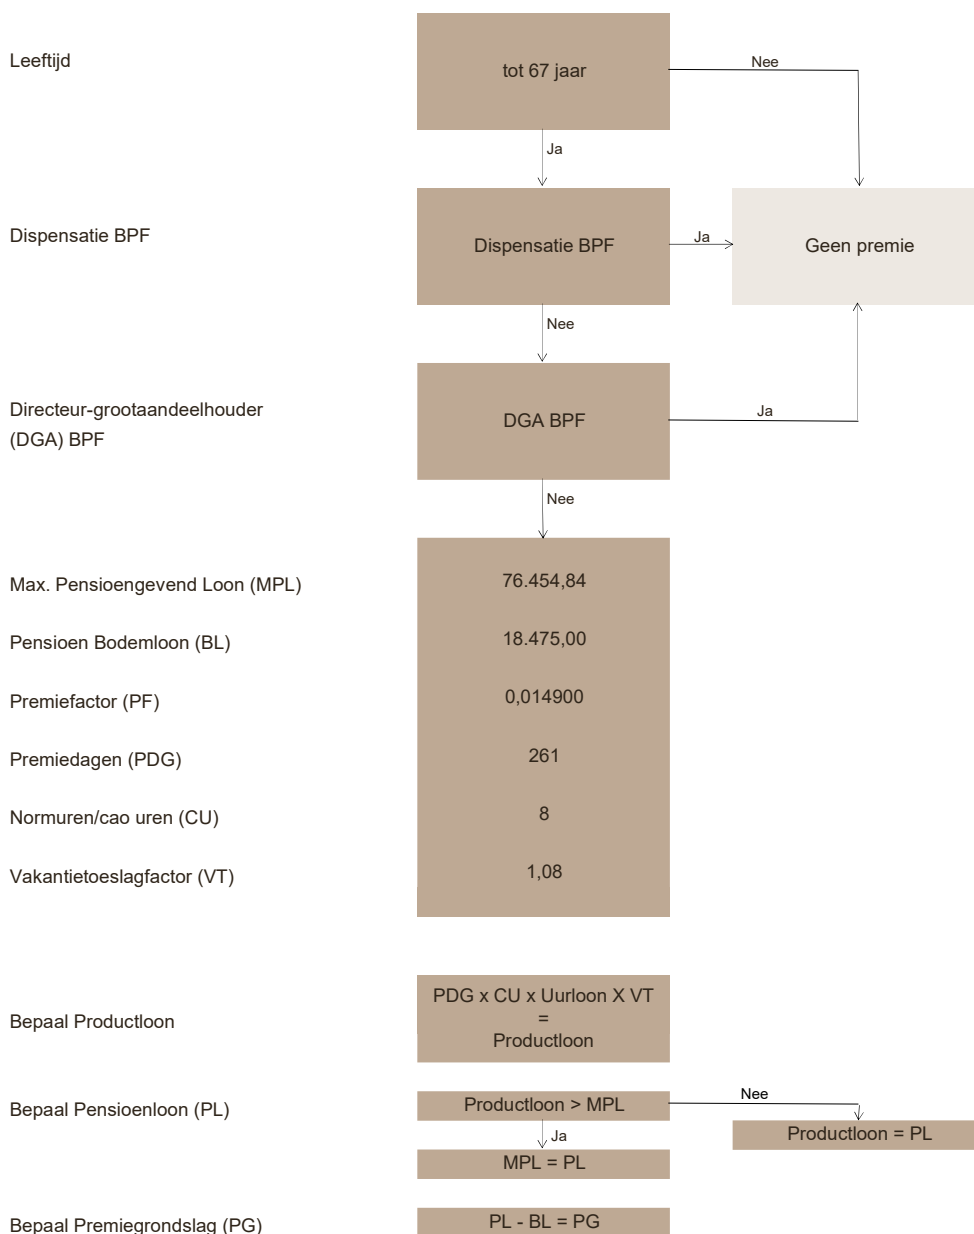 Leeftijd
tot 67 jaar
Nee
Ja
Dispensatie BPF
Dispensatie BPF
Ja
Geen premie
Nee
Directeur-grootaandeelhouder
(DGA) BPF
DGA BPF
Ja
Nee
Max. Pensioengevend Loon (MPL)
76.454,84
Pensioen Bodemloon (BL)
18.475,00
Premiefactor (PF)
0,014900
Premiedagen (PDG)
261
Normuren/cao uren (CU)
8
Vakantietoeslagfactor (VT)
1,08
Bepaal Productloon
PDG x CU x Uurloon X VT
=
Productloon
Bepaal Pensioenloon (PL)
Productloon > MPL
Nee
Ja
Productloon = PL
MPL = PL
Bepaal Premiegrondslag (PG)
PL - BL = PG